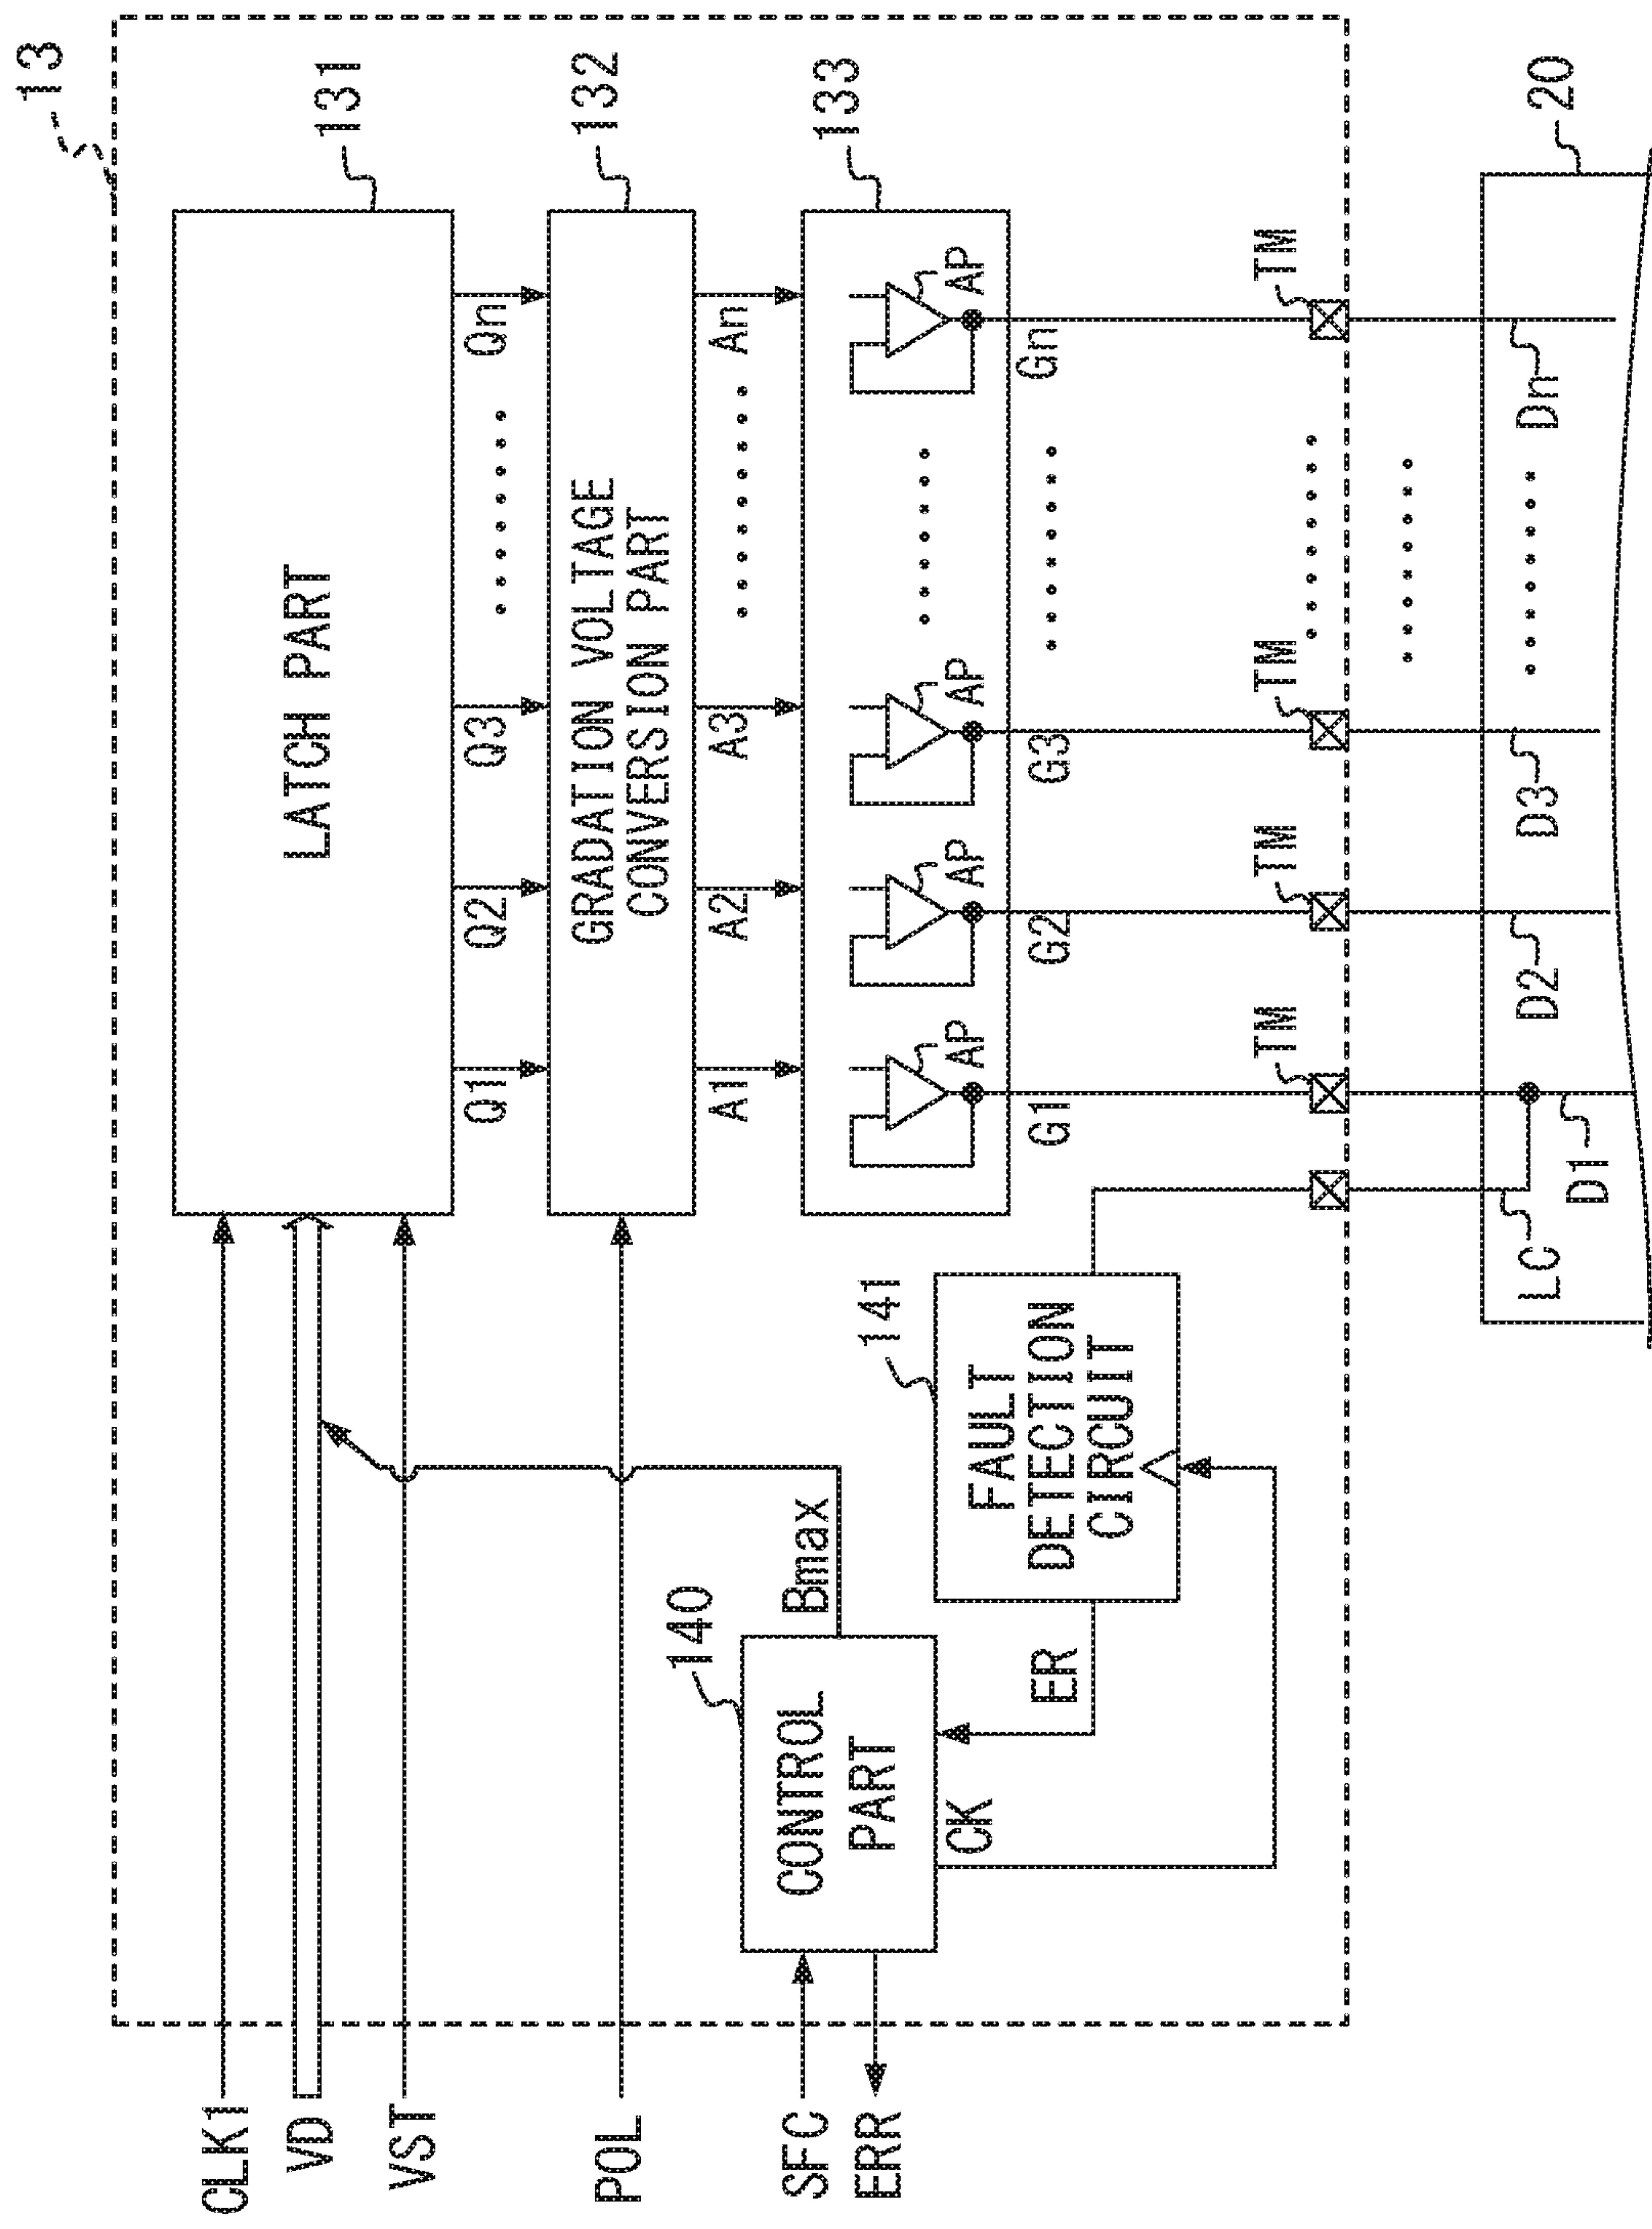 13
CLK1
VD
VST
POL
SFC
ERR
LATCH PART
131
Q1
Q2
Q3
Qn
GRADATION VOLTAGE
CONVERSION PART
132
A1
A2
A3
An
133
AP
AP
AP
AP
G1
G2
G3
Gn
140
CONTROL
PART
Bmax
ER
CK
141
FAULT
DETECTION
CIRCUIT
TM
TM
TM
TM
20
LC
D1
D2
D3
Dn